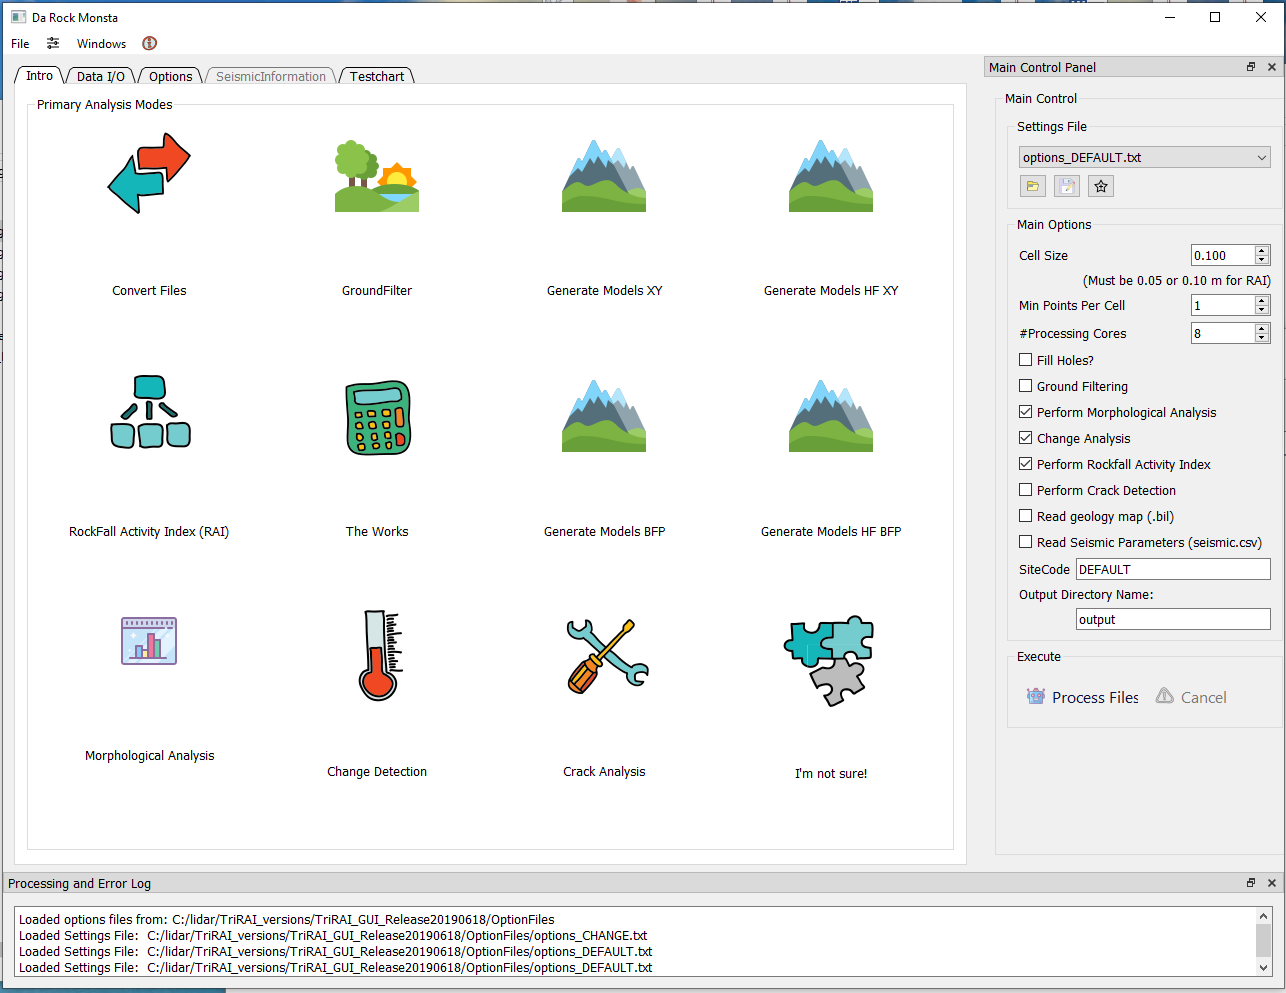 Da Rock Monsta
File Windows
Intro Data I/O Options SeismicInformation Testchart
Primary Analysis Modes
Convert Files GroundFilter Generate Models XY Generate Models HF XY
RockFall Activity Index (RAI) The Works Generate Models BFP Generate Models HF BFP
Morphological Analysis Change Detection Crack Analysis I'm not sure!
Main Control Panel
Main Control
Settings File
options_DEFAULT.txt
Main Options
Cell Size 0.100
(Must be 0.05 or 0.10 m for RAI)
Min Points Per Cell 1
#Processing Cores 8
Fill Holes?
Ground Filtering
Perform Morphological Analysis
Change Analysis
Perform Rockfall Activity Index
Perform Crack Detection
Read geology map (.bil)
Read Seismic Parameters (seismic.csv)
SiteCode DEFAULT
Output Directory Name:
output
Execute
Process Files Cancel
Processing and Error Log
Loaded options files from: C:/lidar/TriRAI_versions/TriRAI_GUI_Release20190618/OptionFiles
Loaded Settings File: C:/lidar/TriRAI_versions/TriRAI_GUI_Release20190618/OptionFiles/options_CHANGE.txt
Loaded Settings File: C:/lidar/TriRAI_versions/TriRAI_GUI_Release20190618/OptionFiles/options_DEFAULT.txt
Loaded Settings File: C:/lidar/TriRAI_versions/TriRAI_GUI_Release20190618/OptionFiles/options_DEFAULT.txt